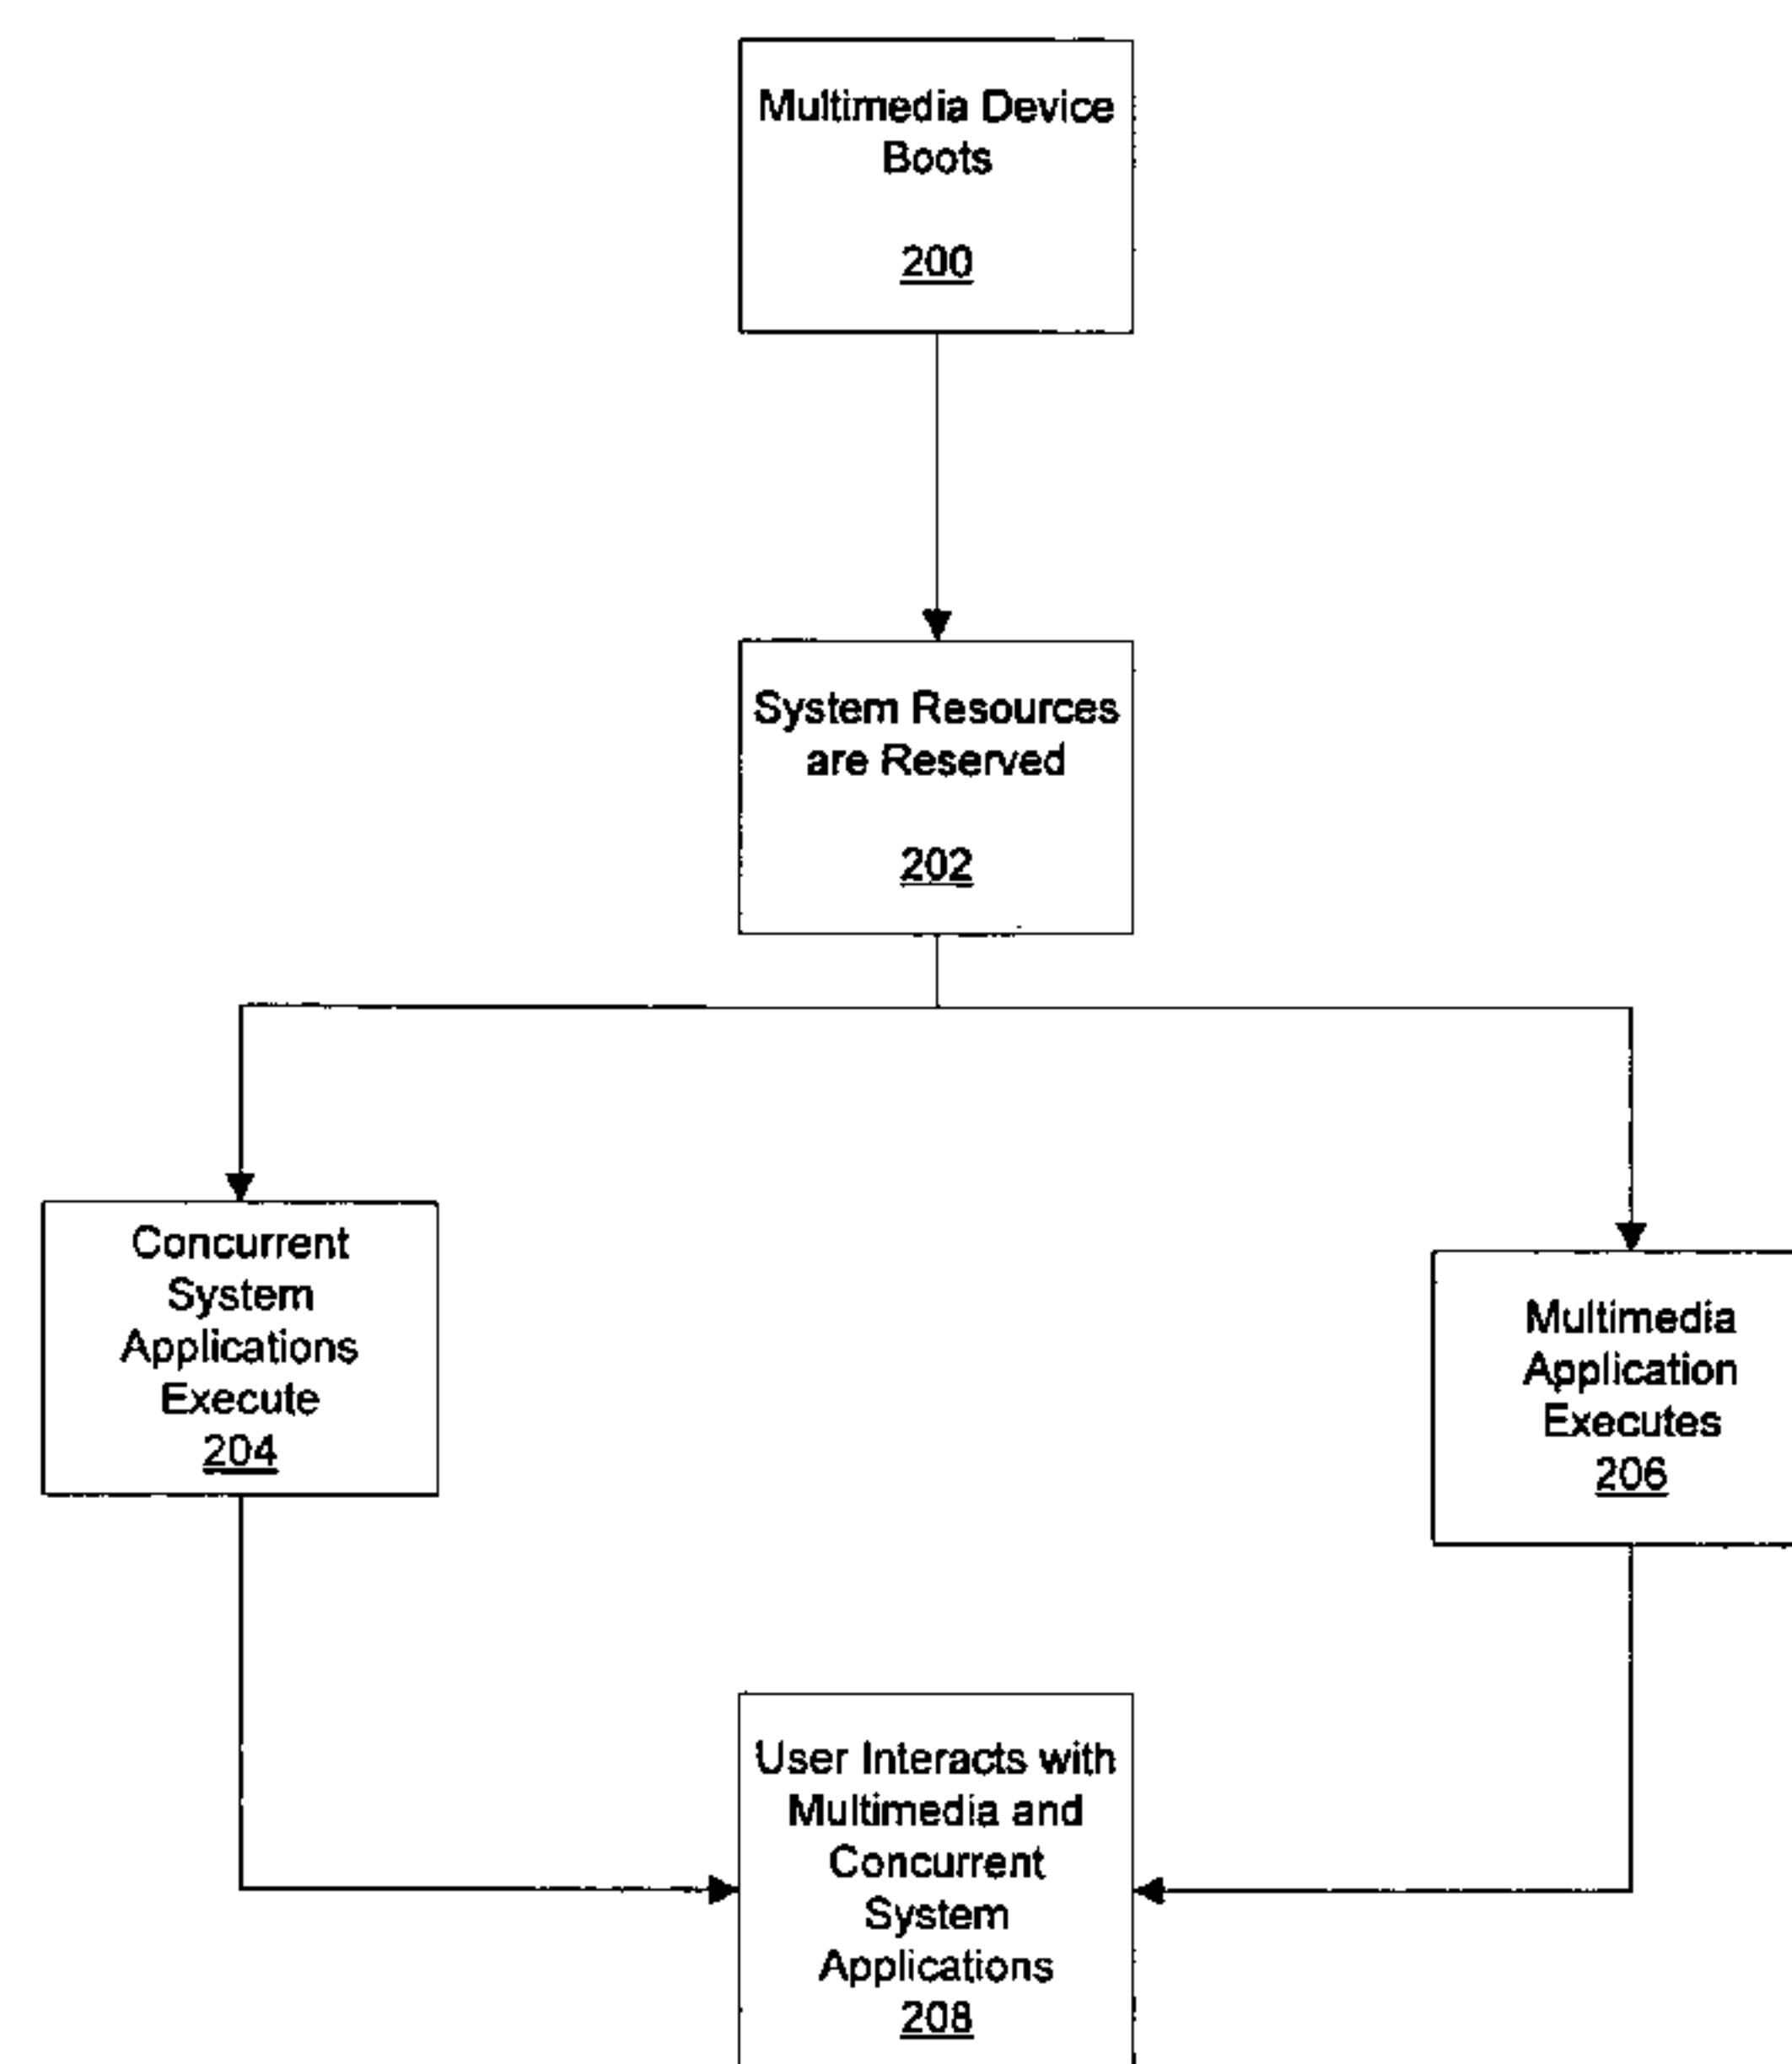 Multimedia Device
Boots
200
System Resources
are Reserved
202
Concurrent
System
Applications
Execute
204
Multimedia
Application
Executes
206
User Interacts with
Multimedia and
Concurrent
System
Applications
208